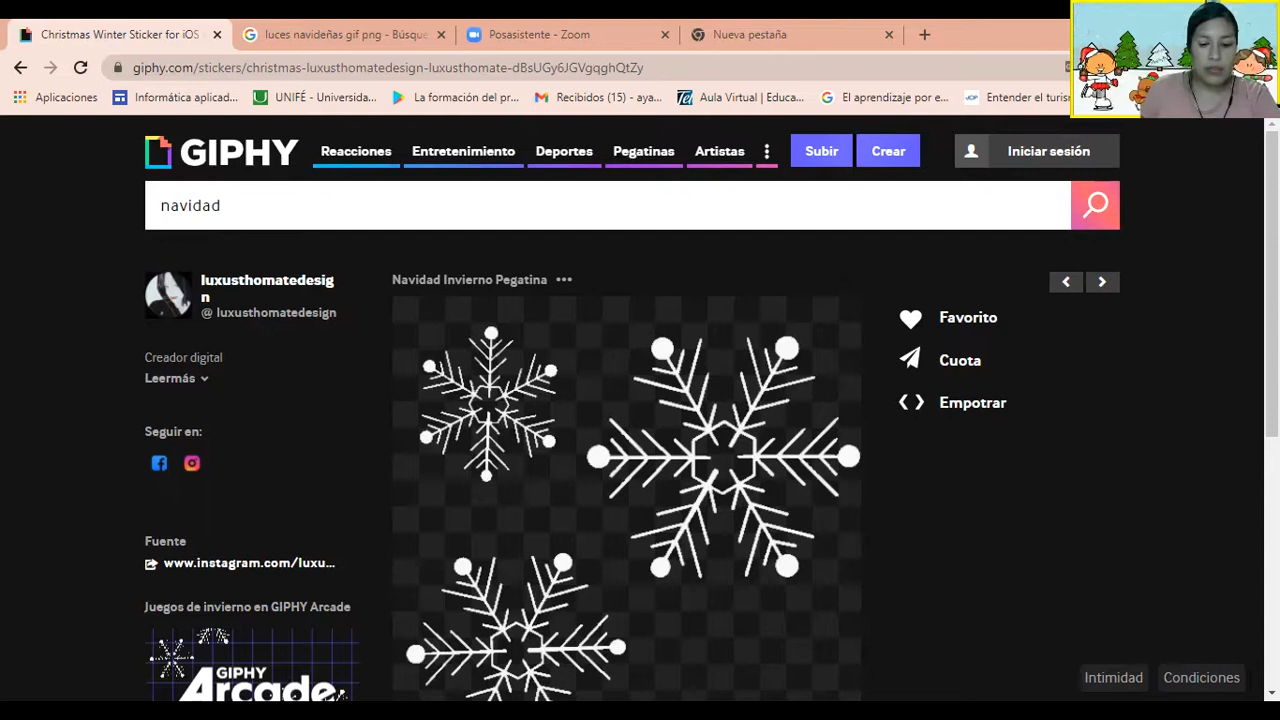 Christmas Winter Sticker for iOS
luces navideñas gif png - Búsque
Posasistente - Zoom
Nueva pestaña
giphy.com/stickers/christmas-luxusthomatedesign-luxusthomate-dBsUGy6JGVgqghQtZy
Aplicaciones
Informática aplicad...
UNIFÉ - Universida...
La formación del pr...
Recibidos (15) - aya...
Aula Virtual | Educa...
El aprendizaje por e...
Entender el turis
GIPHY
Reacciones
Entretenimiento
Deportes
Pegatinas
Artistas
Subir
Crear
Iniciar sesión
navidad
luxusthomatedesig
n
@ luxusthomatedesign
Navidad Invierno Pegatina
Favorito
Cuota
Empotrar
Creador digital
Leermás
Seguir en:
Fuente
www.instagram.com/luxu...
Juegos de invierno en GIPHY Arcade
GIPHY
Arcade
Intimidad
Condiciones